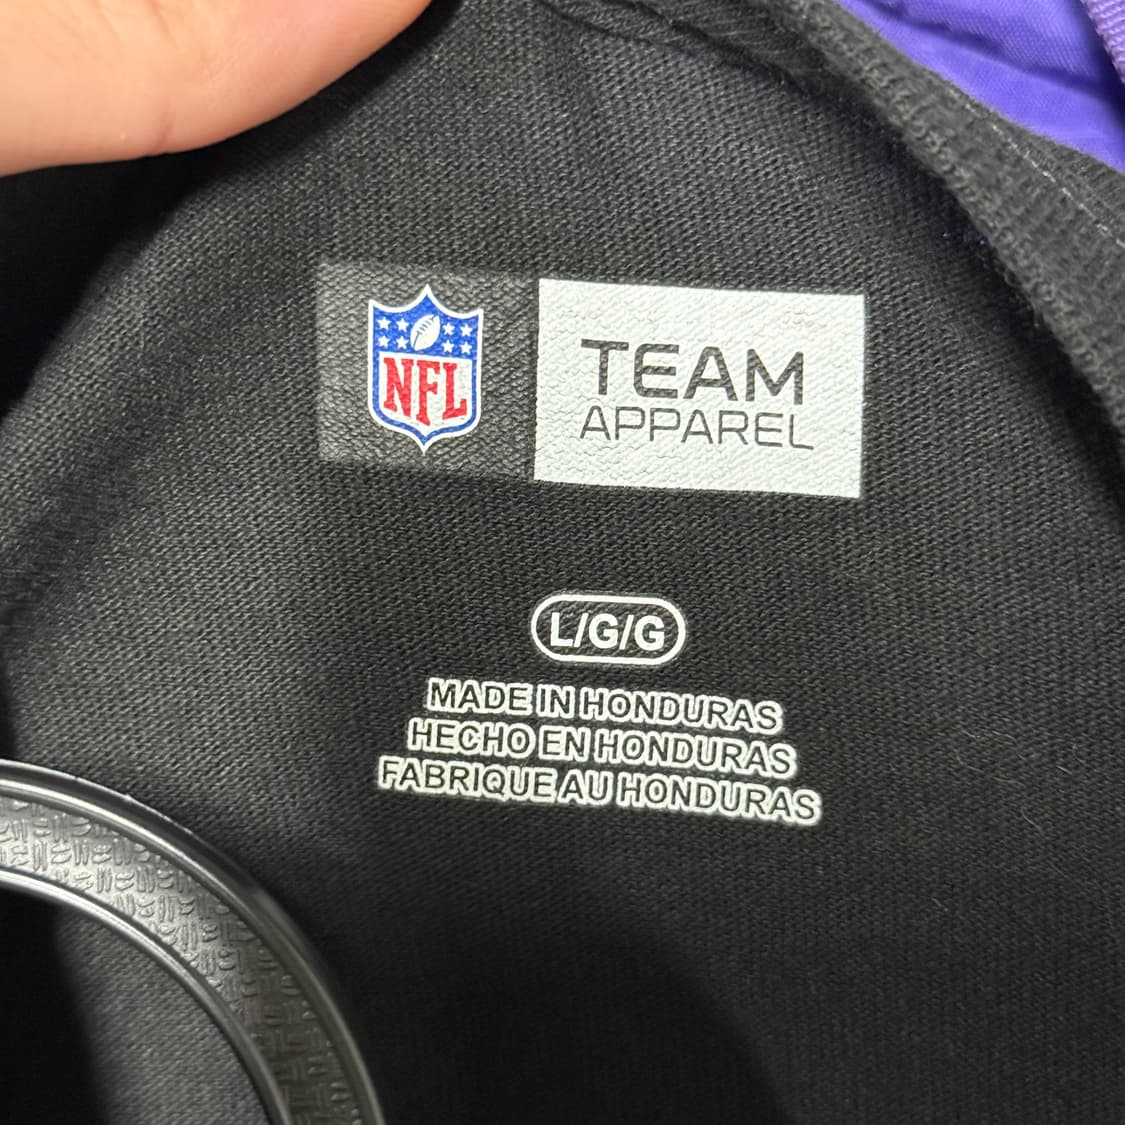 NFL
TEAM
APPAREL
L/G/G
MADE IN HONDURAS
HECHO EN HONDURAS
FABRIQUE AU HONDURAS